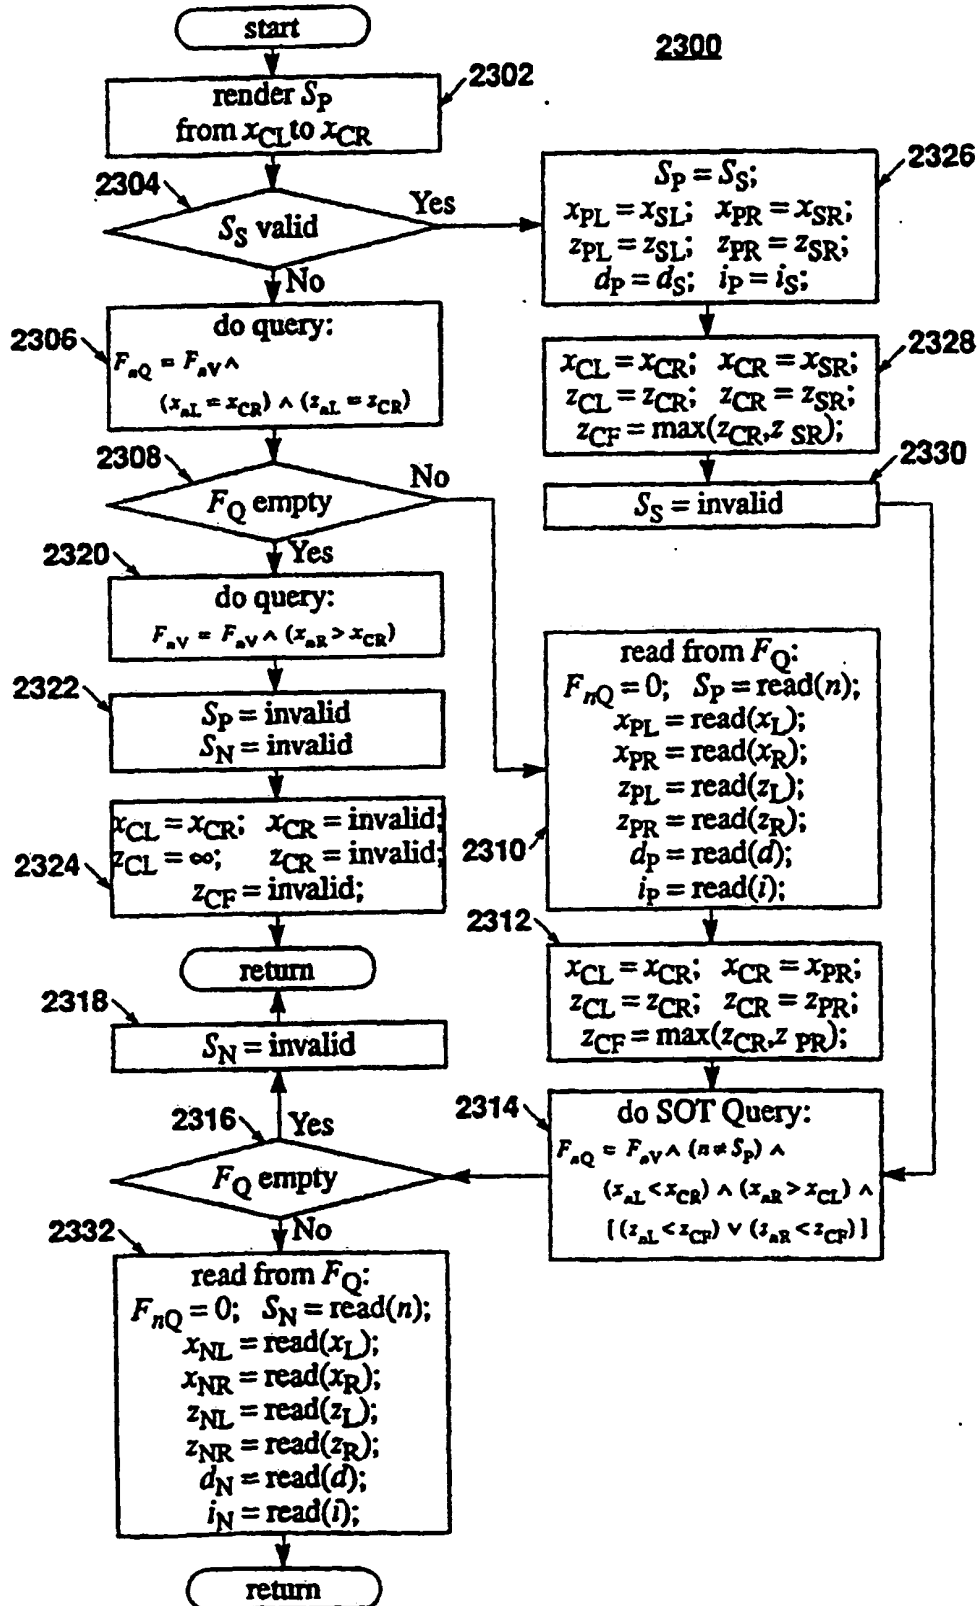 start
2300
2302
render S_P
from x_CL to x_CR
2304
S_S valid
Yes
No
2326
S_P = S_S;
x_PL = x_SL; x_PR = x_SR;
z_PL = z_SL; z_PR = z_SR;
d_P = d_S; i_P = i_S;
2306
do query:
F_nQ = F_nV ∧
(x_nL = x_CR) ∧ (z_nL = z_CR)
2328
x_CL = x_CR; x_CR = x_SR;
z_CL = z_CR; z_CR = z_SR;
z_CF = max(z_CR, z_SR);
2308
F_Q empty
No
Yes
2330
S_S = invalid
2320
do query:
F_nV = F_nV ∧ (x_nR > x_CR)
2322
S_P = invalid
S_N = invalid
2324
x_CL = x_CR; x_CR = invalid;
z_CL = ∞; z_CR = invalid;
z_CF = invalid;
return
2310
read from F_Q:
F_nQ = 0; S_P = read(n);
x_PL = read(x_L);
x_PR = read(x_R);
z_PL = read(z_L);
z_PR = read(z_R);
d_P = read(d);
i_P = read(i);
2312
x_CL = x_CR; x_CR = x_PR;
z_CL = z_CR; z_CR = z_PR;
z_CF = max(z_CR, z_PR);
2314
do SOT Query:
F_nQ = F_nV ∧ (n ≠ S_P) ∧
(x_nL < x_CR) ∧ (x_nR > x_CL) ∧
[(z_nL < z_CF) ∨ (z_nR < z_CF)]
2318
S_N = invalid
2316
Yes
F_Q empty
No
2332
read from F_Q:
F_nQ = 0; S_N = read(n);
x_NL = read(x_L);
x_NR = read(x_R);
z_NL = read(z_L);
z_NR = read(z_R);
d_N = read(d);
i_N = read(i);
return